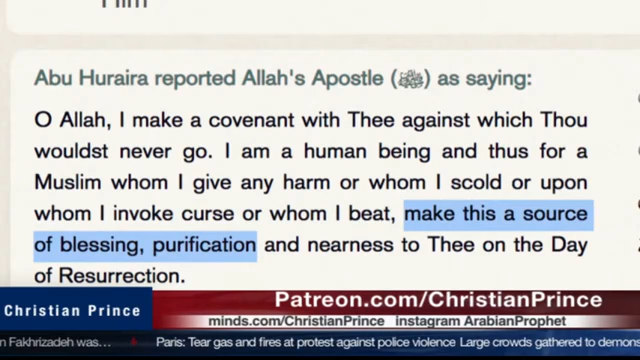 Abu Huraira reported Allah's Apostle (ﷺ) as saying:
O Allah, I make a covenant with Thee against which Thou
wouldst never go. I am a human being and thus for a
Muslim whom I give any harm or whom I scold or upon
whom I invoke curse or whom I beat, make this a source
of blessing, purification and nearness to Thee on the Day
of Resurrection.
Christian Prince
Patreon.com/ChristianPrince
minds.com/ChristianPrince instagram ArabianProphet
n Fakhrizadeh was... Paris: Tear gas and fires at protest against police violence Large crowds gathered to demons